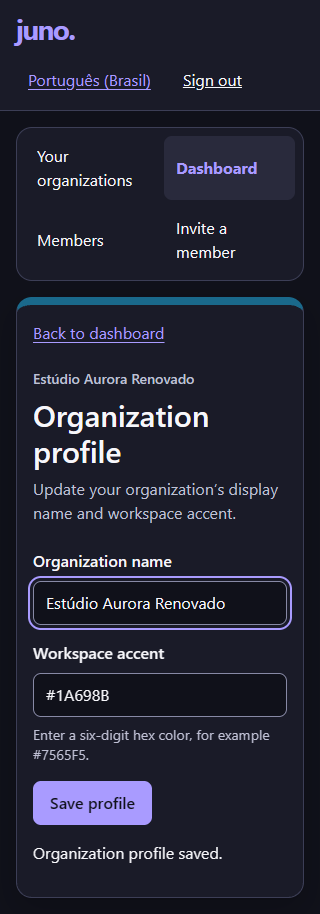 juno.
Português (Brasil) Sign out
Your
organizations
Dashboard
Members
Invite a
member
Back to dashboard
Estúdio Aurora Renovado
Organization
profile
Update your organization’s display
name and workspace accent.
Organization name
Estúdio Aurora Renovado
Workspace accent
#1A698B
Enter a six-digit hex color, for example
#7565F5.
Save profile
Organization profile saved.